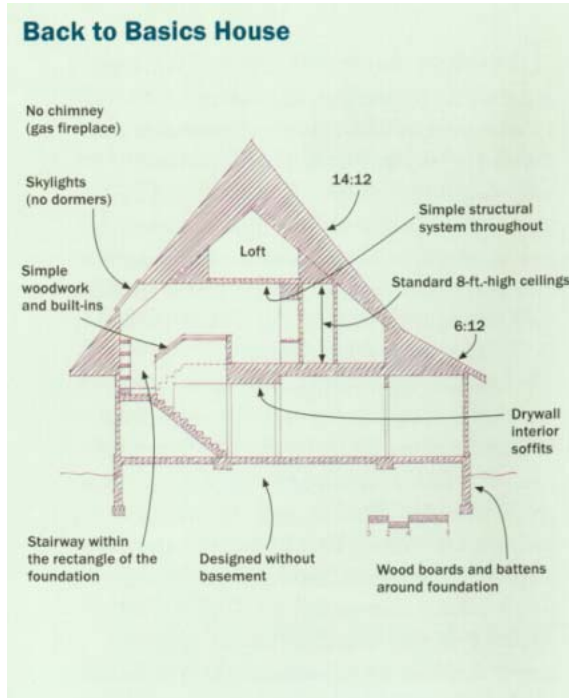 Back to Basics House
No chimney
(gas fireplace)
14:12
Skylights
(no dormers)
Simple structural
system throughout
Loft
Simple
woodwork
and built-ins
Standard 8-ft.-high ceilings
6:12
Drywall
interior
soffits
Stairway within
the rectangle of the
foundation
Designed without
basement
Wood boards and battens
around foundation